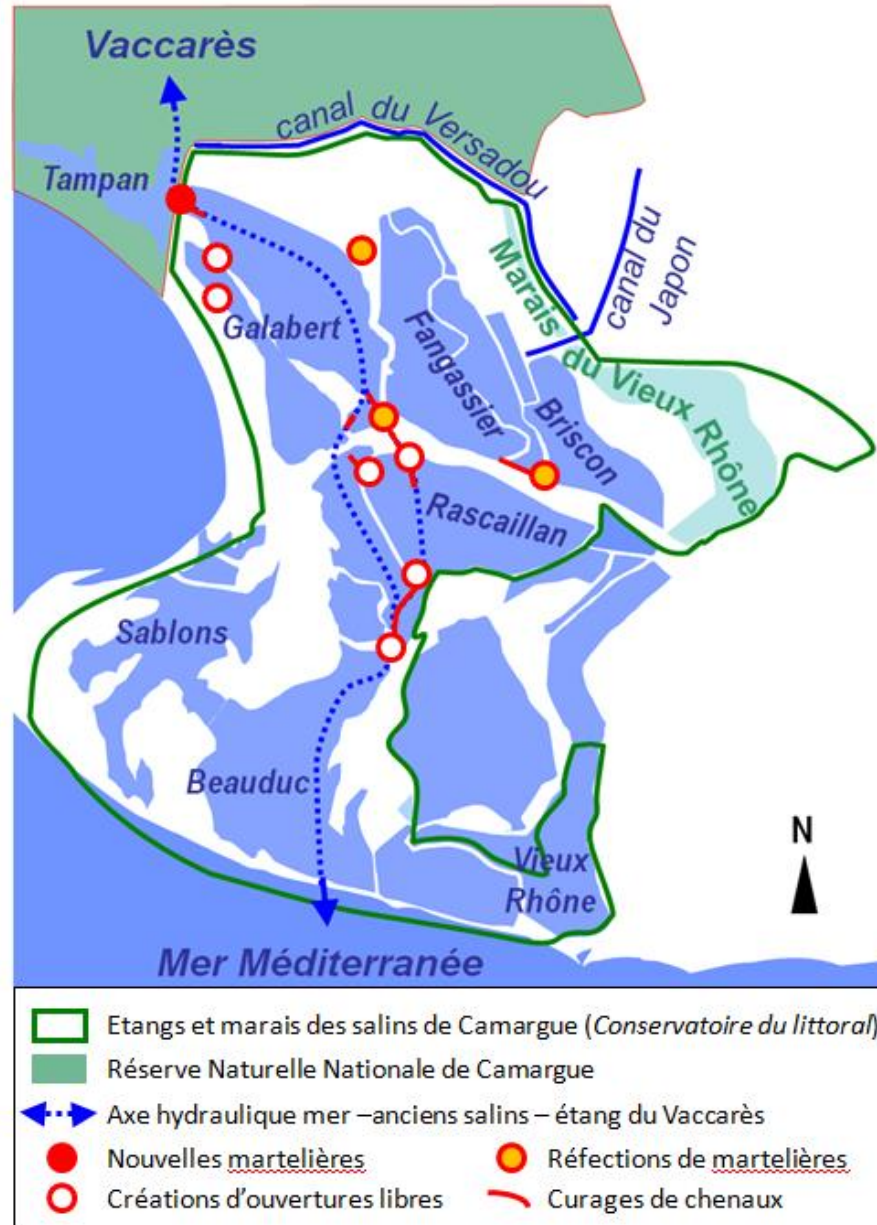 Vaccarès
canal du Versadou
Tampan
canal du
Japon
Marais du Vieux Rhône
Galabert
Fangassier
Briscon
Rascaillan
Sablons
Beauduc
Vieux
Rhône
N
Mer Méditerranée
Etangs et marais des salins de Camargue (Conservatoire du littoral)
Réserve Naturelle Nationale de Camargue
Axe hydraulique mer –anciens salins – étang du Vaccarès
Nouvelles martelières
Réfections de martelières
Créations d'ouvertures libres
Curages de chenaux